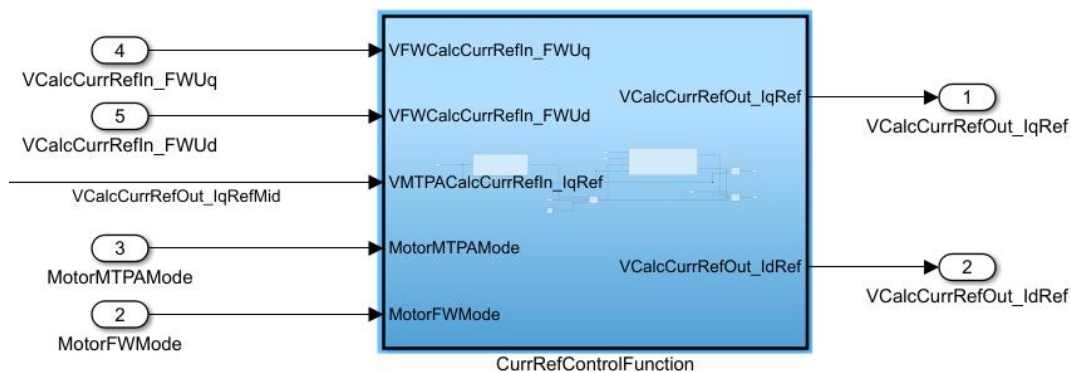 4
VCalcCurrRefIn_FWUq
5
VCalcCurrRefIn_FWUd
VCalcCurrRefOut_IqRefMid
3
MotorMTPAMode
2
MotorFWMode
VFWCalcCurrRefIn_FWUq
VFWCalcCurrRefIn_FWUd
VMTPACalcCurrRefIn_IqRef
MotorMTPAMode
MotorFWMode
VCalcCurrRefOut_IqRef
VCalcCurrRefOut_IdRef
CurrRefControlFunction
1
VCalcCurrRefOut_IqRef
2
VCalcCurrRefOut_IdRef